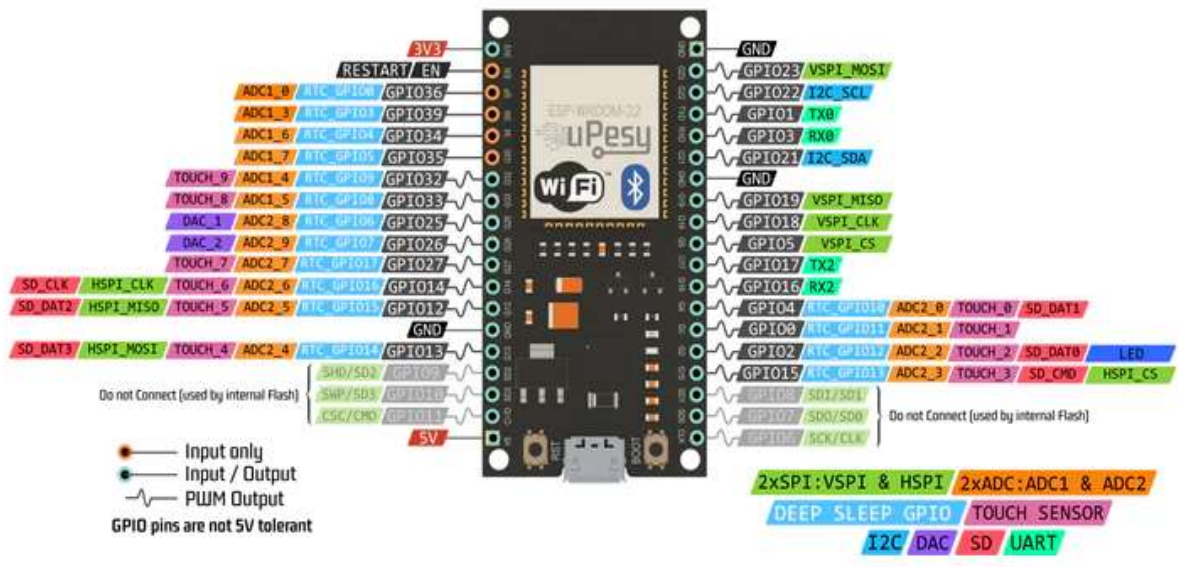 3V3 GND
RESTART EN GPIO23 VSPI_MOSI
ADC1_0 RTC_GPIO0 GPIO36 GPIO22 I2C_SCL
ADC1_3 RTC_GPIO3 GPIO39 GPIO1 TX0
ADC1_6 RTC_GPIO4 GPIO34 GPIO3 RX0
ADC1_7 RTC_GPIO5 GPIO35 GPIO21 I2C_SDA
TOUCH_9 ADC1_4 RTC_GPIO9 GPIO32 GND
TOUCH_8 ADC1_5 RTC_GPIO8 GPIO33 GPIO19 VSPI_MISO
DAC_1 ADC2_8 RTC_GPIO6 GPIO25 GPIO18 VSPI_CLK
DAC_2 ADC2_9 RTC_GPIO7 GPIO26 GPIO5 VSPI_CS
TOUCH_7 ADC2_7 RTC_GPIO17 GPIO27 GPIO17 TX2
SD_CLK HSPI_CLK TOUCH_6 ADC2_6 RTC_GPIO16 GPIO14 GPIO16 RX2
SD_DAT2 HSPI_MISO TOUCH_5 ADC2_5 RTC_GPIO15 GPIO12 GPIO4 RTC_GPIO10 ADC2_0 TOUCH_0 SD_DAT1
GND GPIO0 RTC_GPIO11 ADC2_1 TOUCH_1
SD_DAT3 HSPI_MOSI TOUCH_4 ADC2_4 RTC_GPIO14 GPIO13 GPIO2 RTC_GPIO12 ADC2_2 TOUCH_2 SD_DAT0 LED
SHD/SD2 GPIO9 GPIO15 RTC_GPIO13 ADC2_3 TOUCH_3 SD_CMD HSPI_CS
Do not Connect (used by internal Flash) SWP/SD3 GPIO10 GPIO8 SDI/SD1
CSC/CMD GPIO11 GPIO7 SDO/SD0 Do not Connect (used by internal Flash)
5V GPIO6 SCK/CLK
ESP-WROOM-32
uPesy
Wi Fi
RST
BOOT
Input only
Input / Output
PWM Output
GPIO pins are not 5V tolerant
2xSPI:VSPI & HSPI 2xADC:ADC1 & ADC2
DEEP SLEEP GPIO TOUCH SENSOR
I2C DAC SD UART